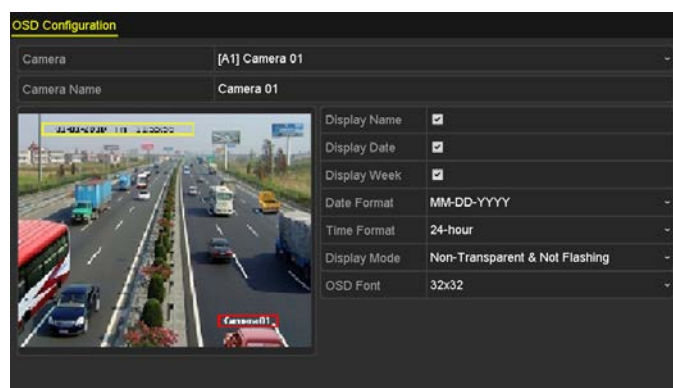 OSD Configuration
Camera [A1] Camera 01
Camera Name Camera 01
Display Name
Display Date
Display Week
Date Format MM-DD-YYYY
Time Format 24-hour
Display Mode Non-Transparent & Not Flashing
OSD Font 32x32
Camera01